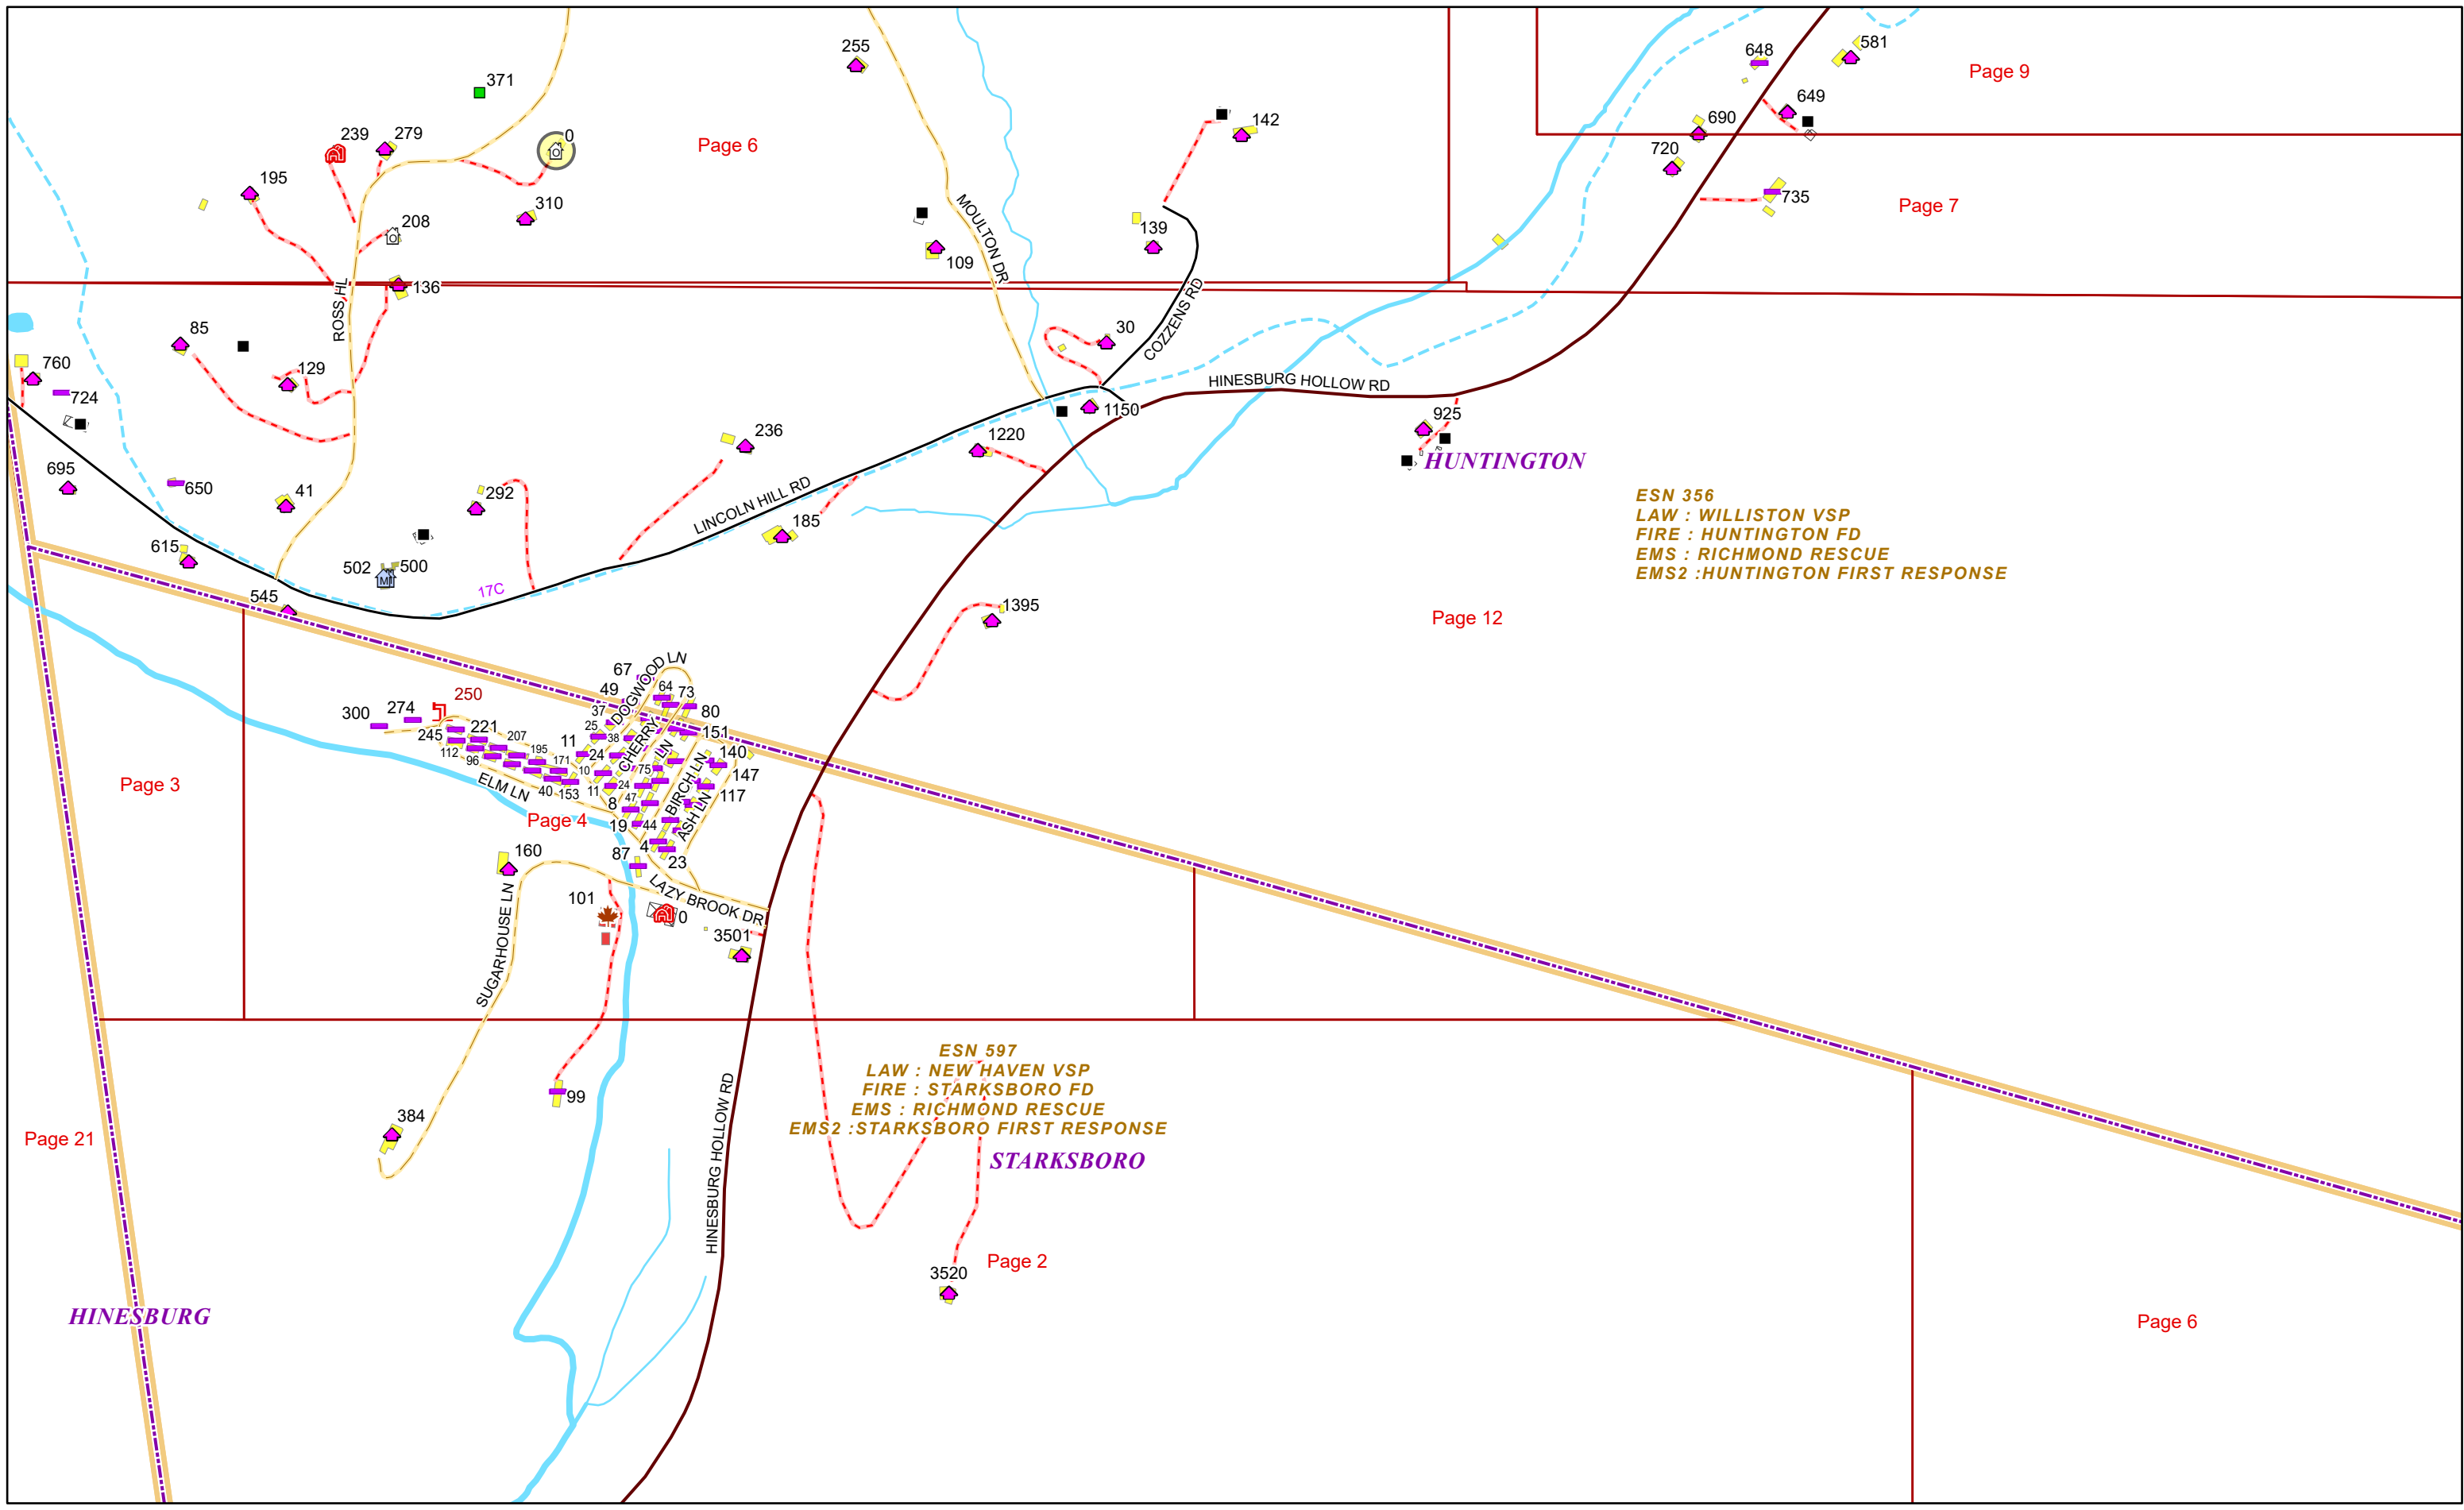 255
648
581
Page 9
371
649
142
690
239
279
0
Page 6
720
195
310
735
Page 7
208
MOULTON DR
139
109
136
ROSS HL
COZZENS RD
85
30
760
129
724
HINESBURG HOLLOW RD
1150
925
236
1220
HUNTINGTON
695
650
41
292
LINCOLN HILL RD
185
ESN 356
LAW : WILLISTON VSP
FIRE : HUNTINGTON FD
EMS : RICHMOND RESCUE
EMS2 :HUNTINGTON FIRST RESPONSE
615
502
M
500
17C
545
1395
Page 12
DOGWOOD LN
67
49
64
73
250
300
274
37
80
221
25
38
151
245
207
11
24
CHERRY LN
112
96
195
171
10
75
140
147
ELM LN
40
153
11
24
BIRCH LN
117
8
47
Page 3
Page 4
19
44
ASH LN
160
87
4
23
LAZY BROOK DR
101
0
3501
SUGARHOUSE LN
ESN 597
LAW : NEW HAVEN VSP
FIRE : STARKSBORO FD
EMS : RICHMOND RESCUE
EMS2 :STARKSBORO FIRST RESPONSE
99
384
HINESBURG HOLLOW RD
Page 21
STARKSBORO
Page 2
3520
HINESBURG
Page 6